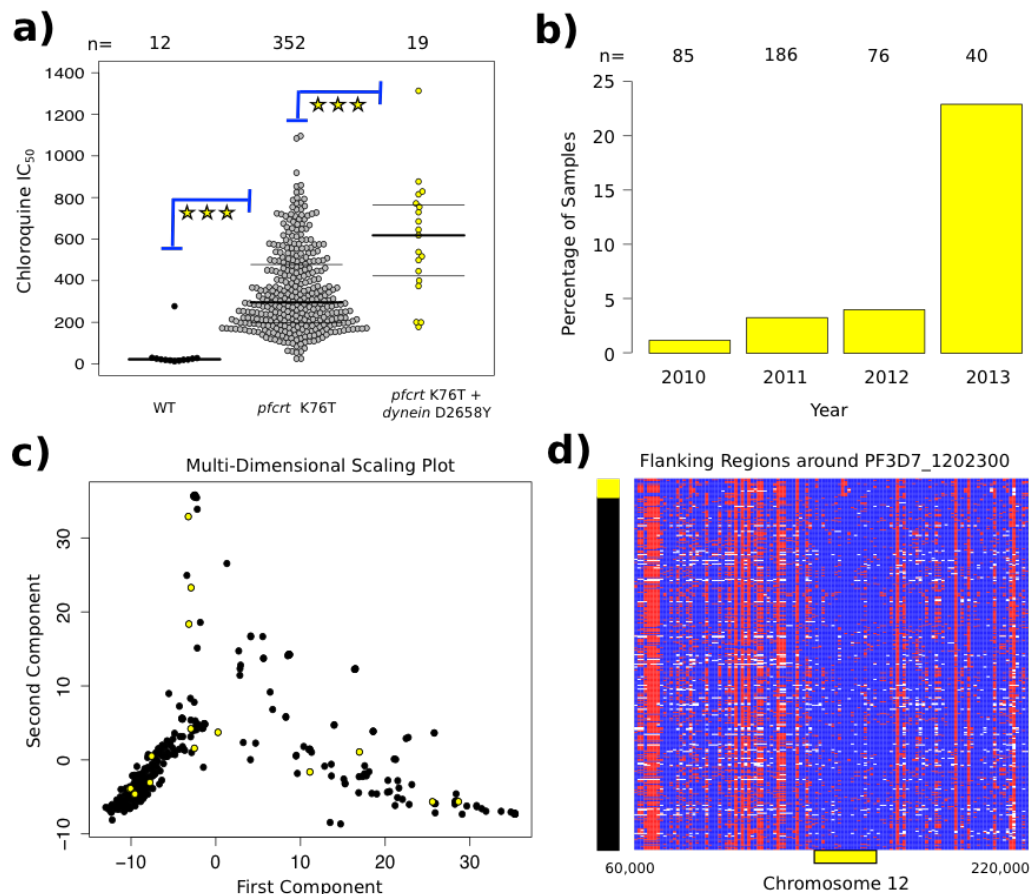 a)
n= 12 352 19
1400
1200
1000
800
600
400
200
0
Chloroquine IC50
WT
pfcrt K76T
pfcrt K76T +
dynein D2658Y
b)
n= 85 186 76 40
25
20
15
10
5
0
Percentage of Samples
2010 2011 2012 2013
Year
c)
Multi-Dimensional Scaling Plot
30
20
10
0
−10
Second Component
−10 0 10 20 30
First Component
d)
Flanking Regions around PF3D7_1202300
60,000 220,000
Chromosome 12